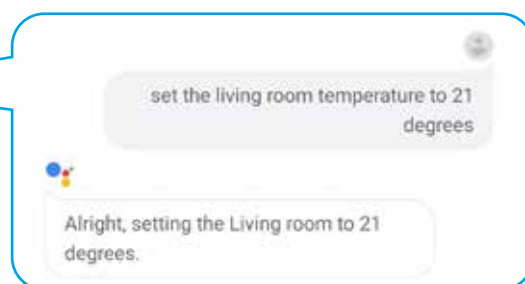 set the living room temperature to 21
degrees
Alright, setting the Living room to 21
degrees.